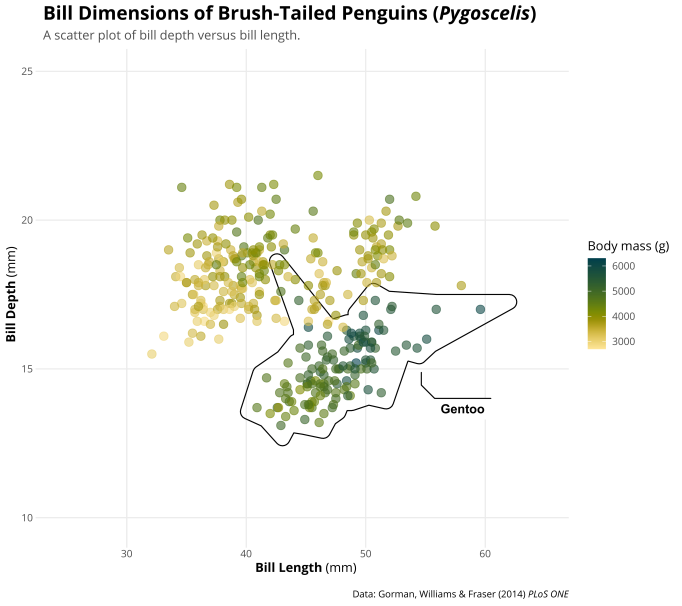 Bill Dimensions of Brush-Tailed Penguins (Pygoscelis)
A scatter plot of bill depth versus bill length.
25
20
15
10
Bill Depth (mm)
Gentoo
30 40 50 60
Bill Length (mm)
Body mass (g)
6000
5000
4000
3000
Data: Gorman, Williams & Fraser (2014) PLoS ONE